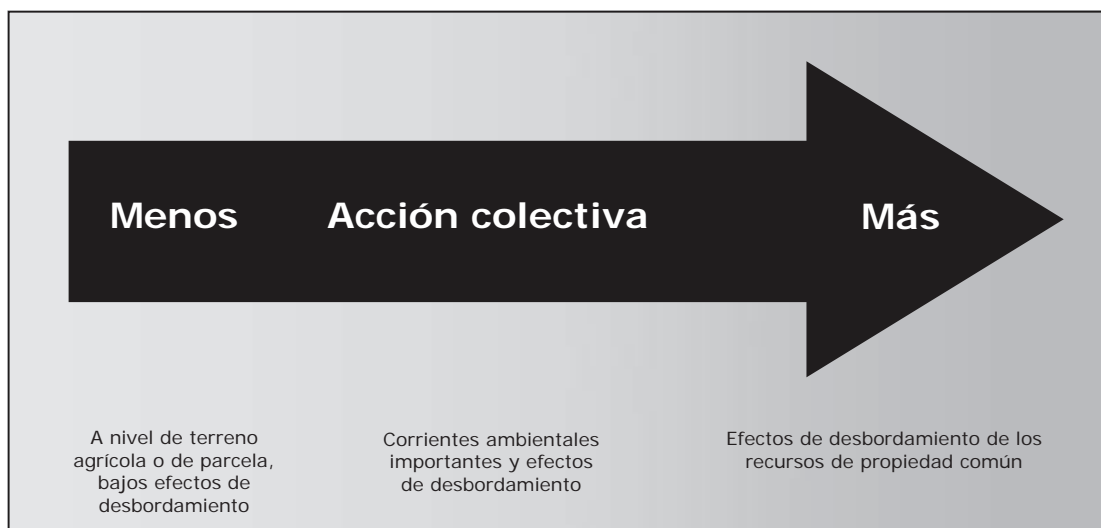 Menos
Acción colectiva
Más
A nivel de terreno
agrícola o de parcela,
bajos efectos de
desbordamiento
Corrientes ambientales
importantes y efectos
de desbordamiento
Efectos de desbordamiento de los
recursos de propiedad común